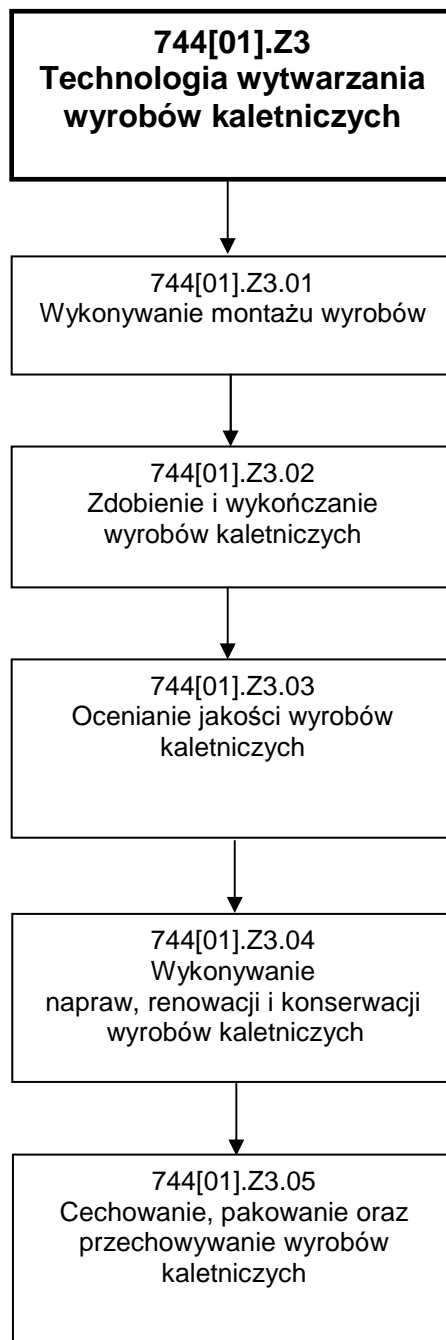 744[01].Z3
Technologia wytwarzania
wyrobów kaletniczych
744[01].Z3.01
Wykonywanie montażu wyrobów
744[01].Z3.02
Zdobienie i wykończanie
wyrobów kaletniczych
744[01].Z3.03
Ocenianie jakości wyrobów
kaletniczych
744[01].Z3.04
Wykonywanie
napraw, renowacji i konserwacji
wyrobów kaletniczych
744[01].Z3.05
Cechowanie, pakowanie oraz
przechowywanie wyrobów
kaletniczych